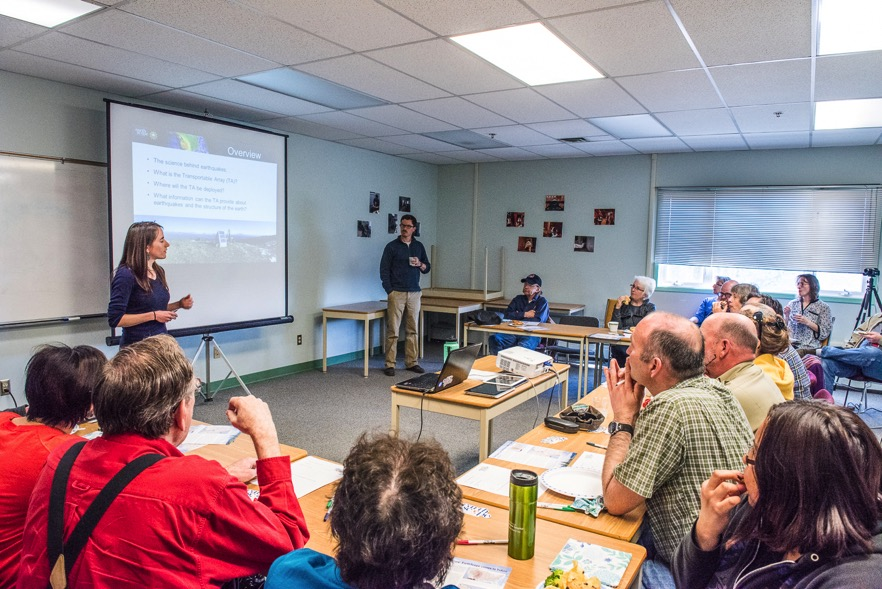 Overview
• The science behind earthquakes.
• What is the Transportable Array (TA)?
• Where will the TA be deployed?
• What information can the TA provide about
earthquakes and the structure of the earth?